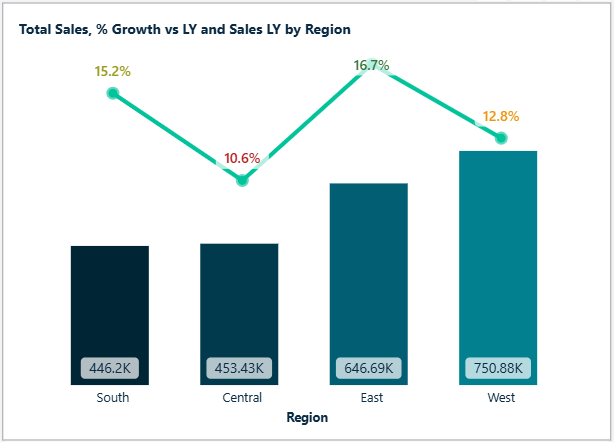 Total Sales, % Growth vs LY and Sales LY by Region
15.2%
10.6%
16.7%
12.8%
446.2K
453.43K
646.69K
750.88K
South
Central
East
West
Region